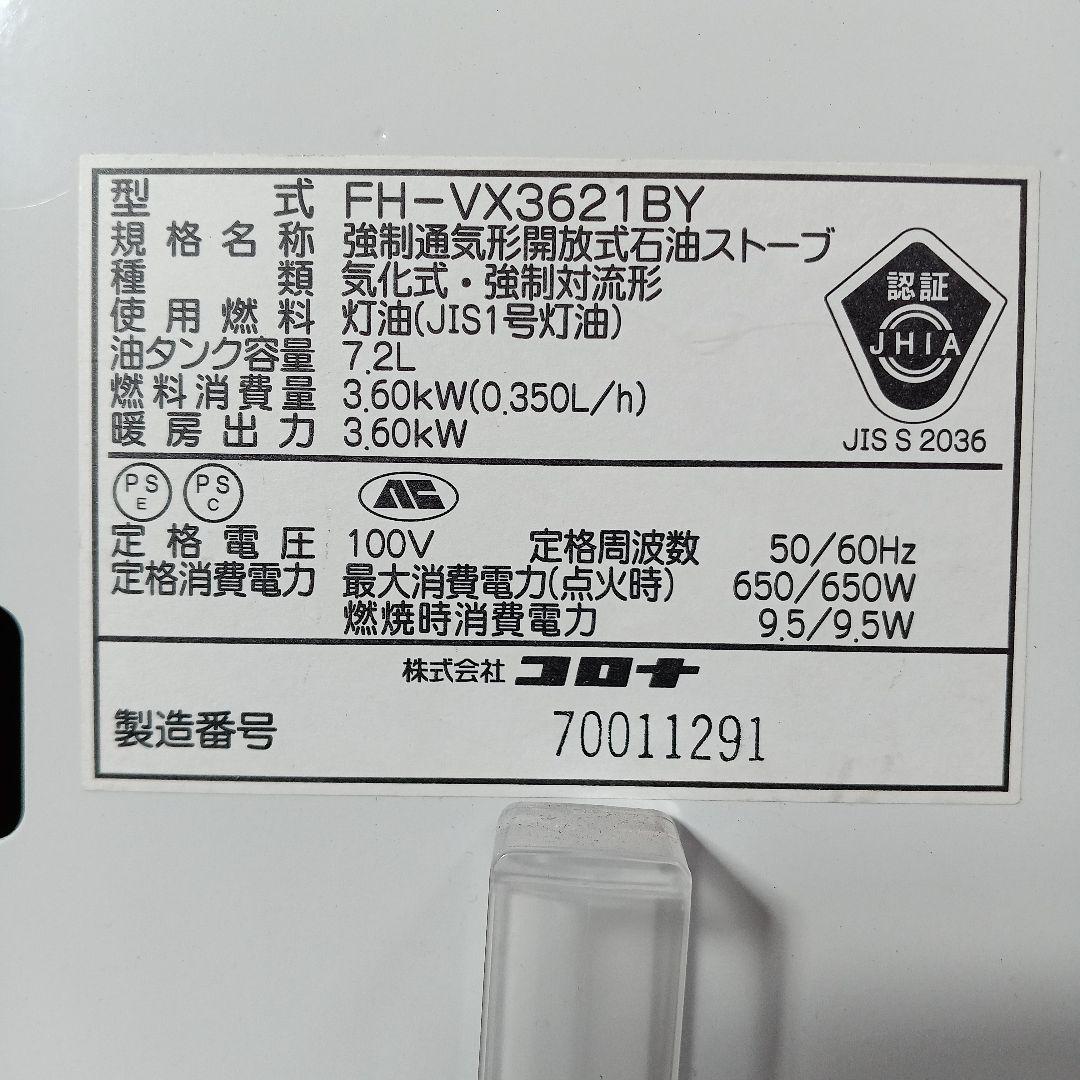 型式 FH-VX3621BY
規格名称 強制通気形開放式石油ストーブ
種類 気化式・強制対流形
使用燃料 灯油(JIS1号灯油)
油タンク容量 7.2L
燃料消費量 3.60kW(0.350L/h)
暖房出力 3.60kW
認証
JHIA
JIS S 2036
PS E PS C
定格電圧 100V 定格周波数 50/60Hz
定格消費電力 最大消費電力(点火時) 650/650W
燃焼時消費電力 9.5/9.5W
株式会社 コロナ
製造番号 70011291